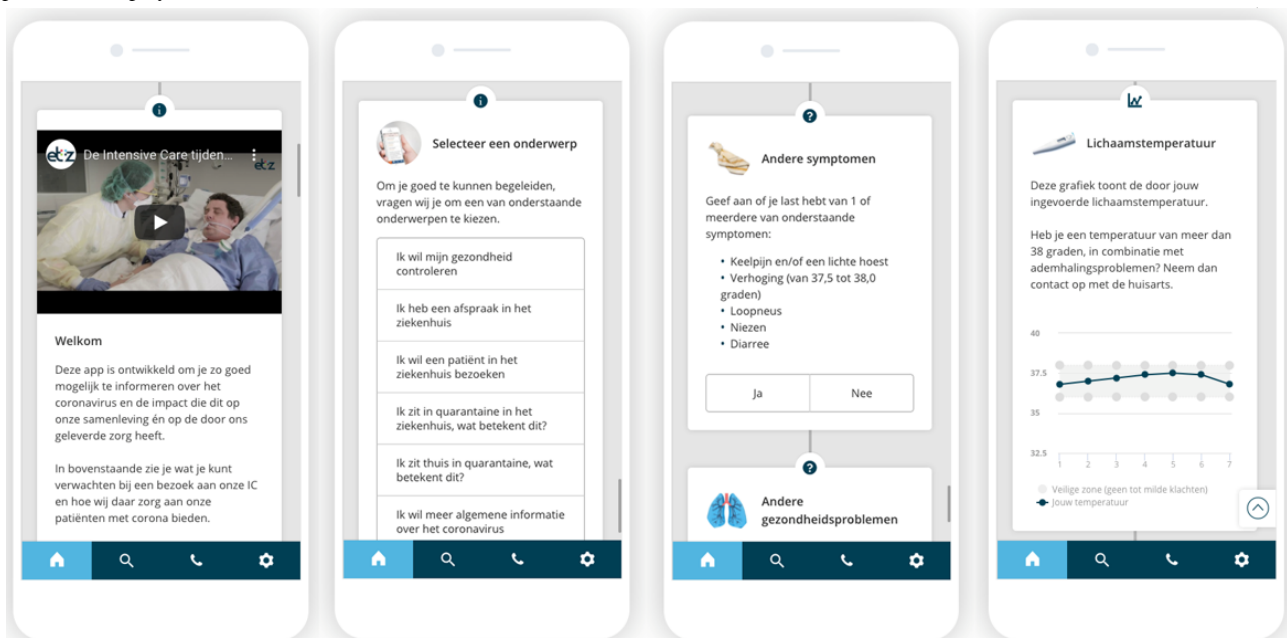 etz De Intensive Care tijden...
etz
Welkom
Deze app is ontwikkeld om je zo goed
mogelijk te informeren over het
coronavirus en de impact die dit op
onze samenleving én op de door ons
geleverde zorg heeft.
In bovenstaande zie je wat je kunt
verwachten bij een bezoek aan onze IC
en hoe wij daar zorg aan onze
patiënten met corona bieden.
Selecteer een onderwerp
Om je goed te kunnen begeleiden,
vragen wij je om een van onderstaande
onderwerpen te kiezen.
Ik wil mijn gezondheid
controleren
Ik heb een afspraak in het
ziekenhuis
Ik wil een patiënt in het
ziekenhuis bezoeken
Ik zit in quarantaine in het
ziekenhuis, wat betekent dit?
Ik zit thuis in quarantaine, wat
betekent dit?
Ik wil meer algemene informatie
over het coronavirus
Andere symptomen
Geef aan of je last hebt van 1 of
meerdere van onderstaande
symptomen:
• Keelpijn en/of een lichte hoest
• Verhoging (van 37,5 tot 38,0
graden)
• Loopneus
• Niezen
• Diarree
Ja Nee
Andere
gezondheidsproblemen
Lichaamstemperatuur
Deze grafiek toont de door jouw
ingevoerde lichaamstemperatuur.
Heb je een temperatuur van meer dan
38 graden, in combinatie met
ademhalingsproblemen? Neem dan
contact op met de huisarts.
40
37.5
35
32.5
1 2 3 4 5 6 7
Veilige zone (geen tot milde klachten)
Jouw temperatuur